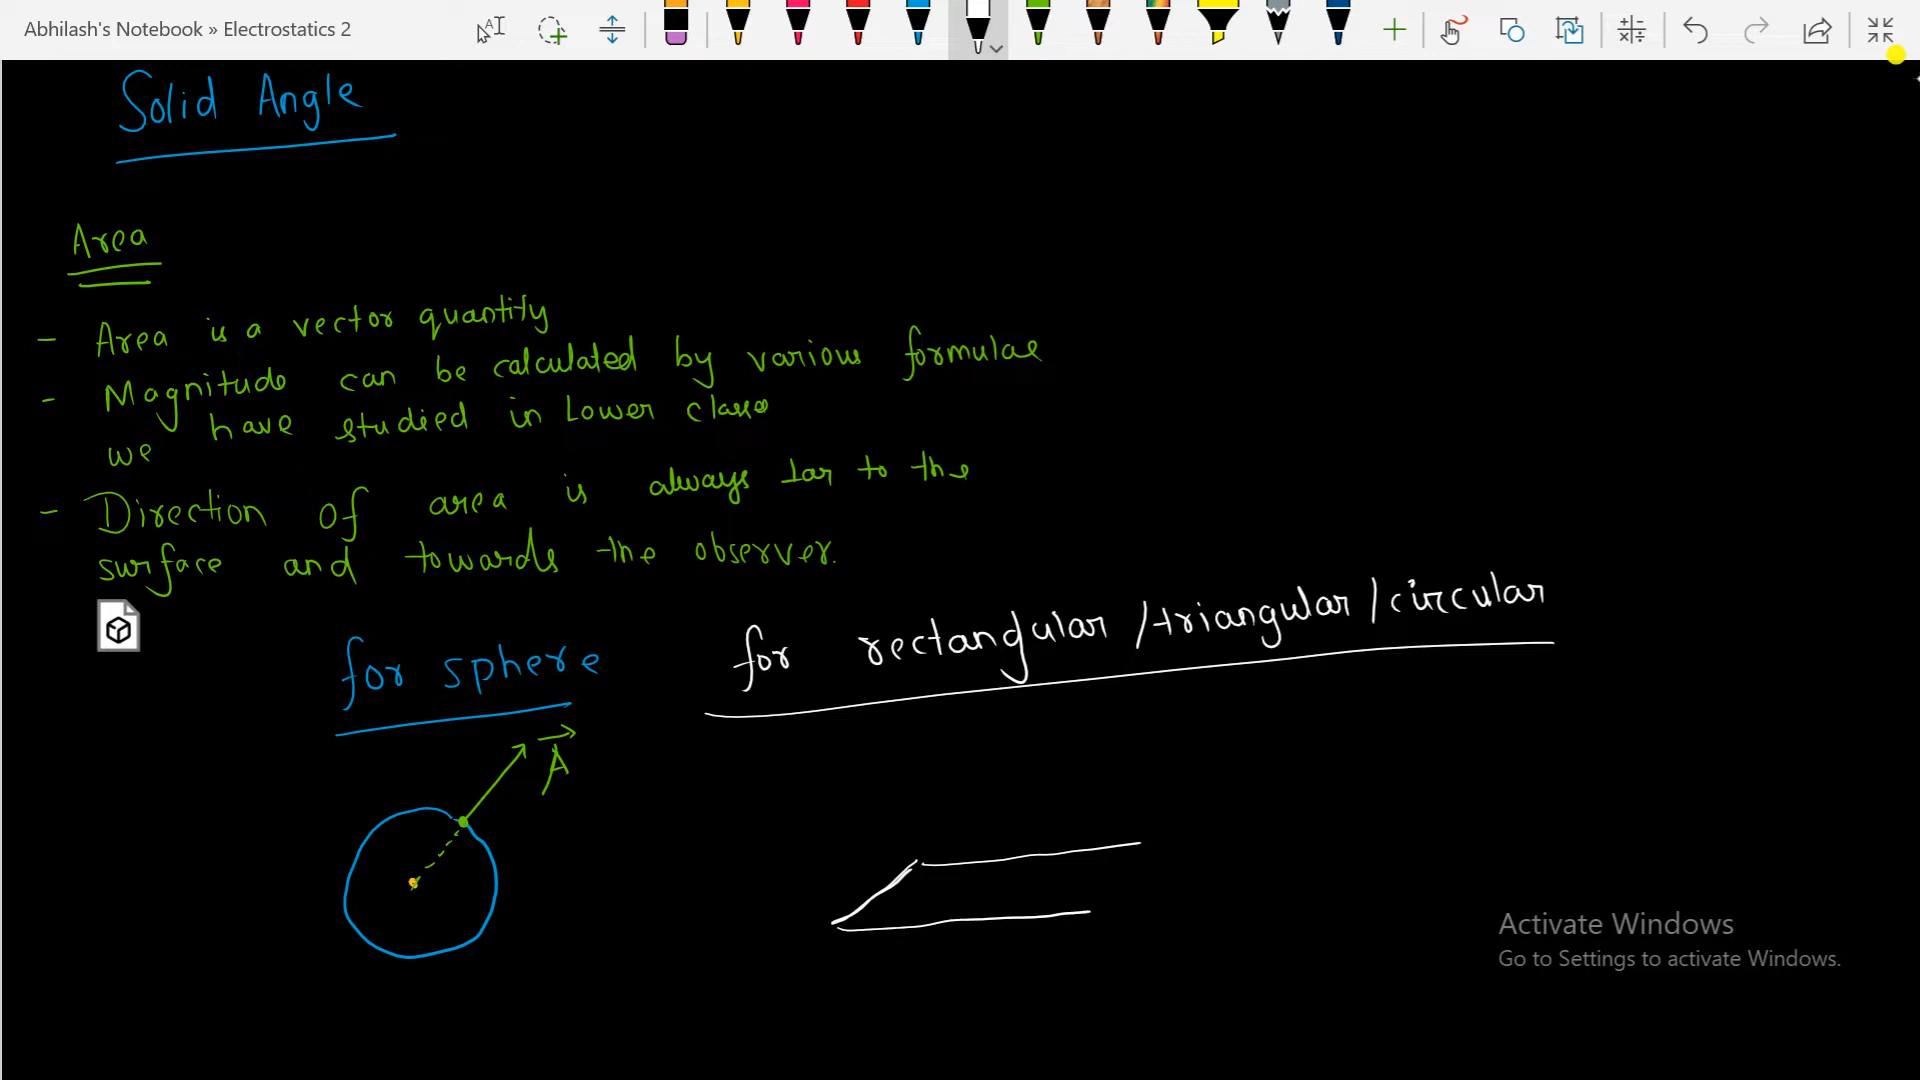 Abhilash's Notebook » Electrostatics 2
Solid Angle
Area
- Area is a vector quantity
- Magnitude can be calculated by various formulae
we have studied in Lower classes
- Direction of area is always ⊥ar to the
surface and towards the observer.
for sphere
for rectangular /triangular/circular
A
Activate Windows
Go to Settings to activate Windows.